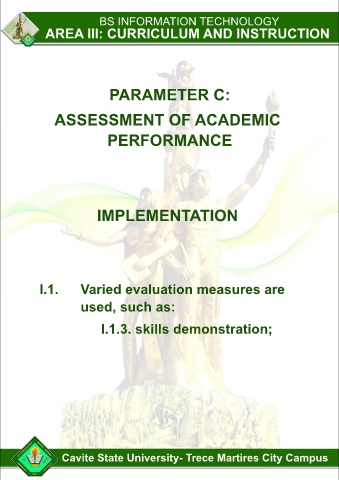 BS INFORMATION TECHNOLOGY
AREA III: CURRICULUM AND INSTRUCTION
PARAMETER C:
ASSESSMENT OF ACADEMIC
PERFORMANCE
IMPLEMENTATION
I.1. Varied evaluation measures are
used, such as:
I.1.3. skills demonstration;
Cavite State University- Trece Martires City Campus